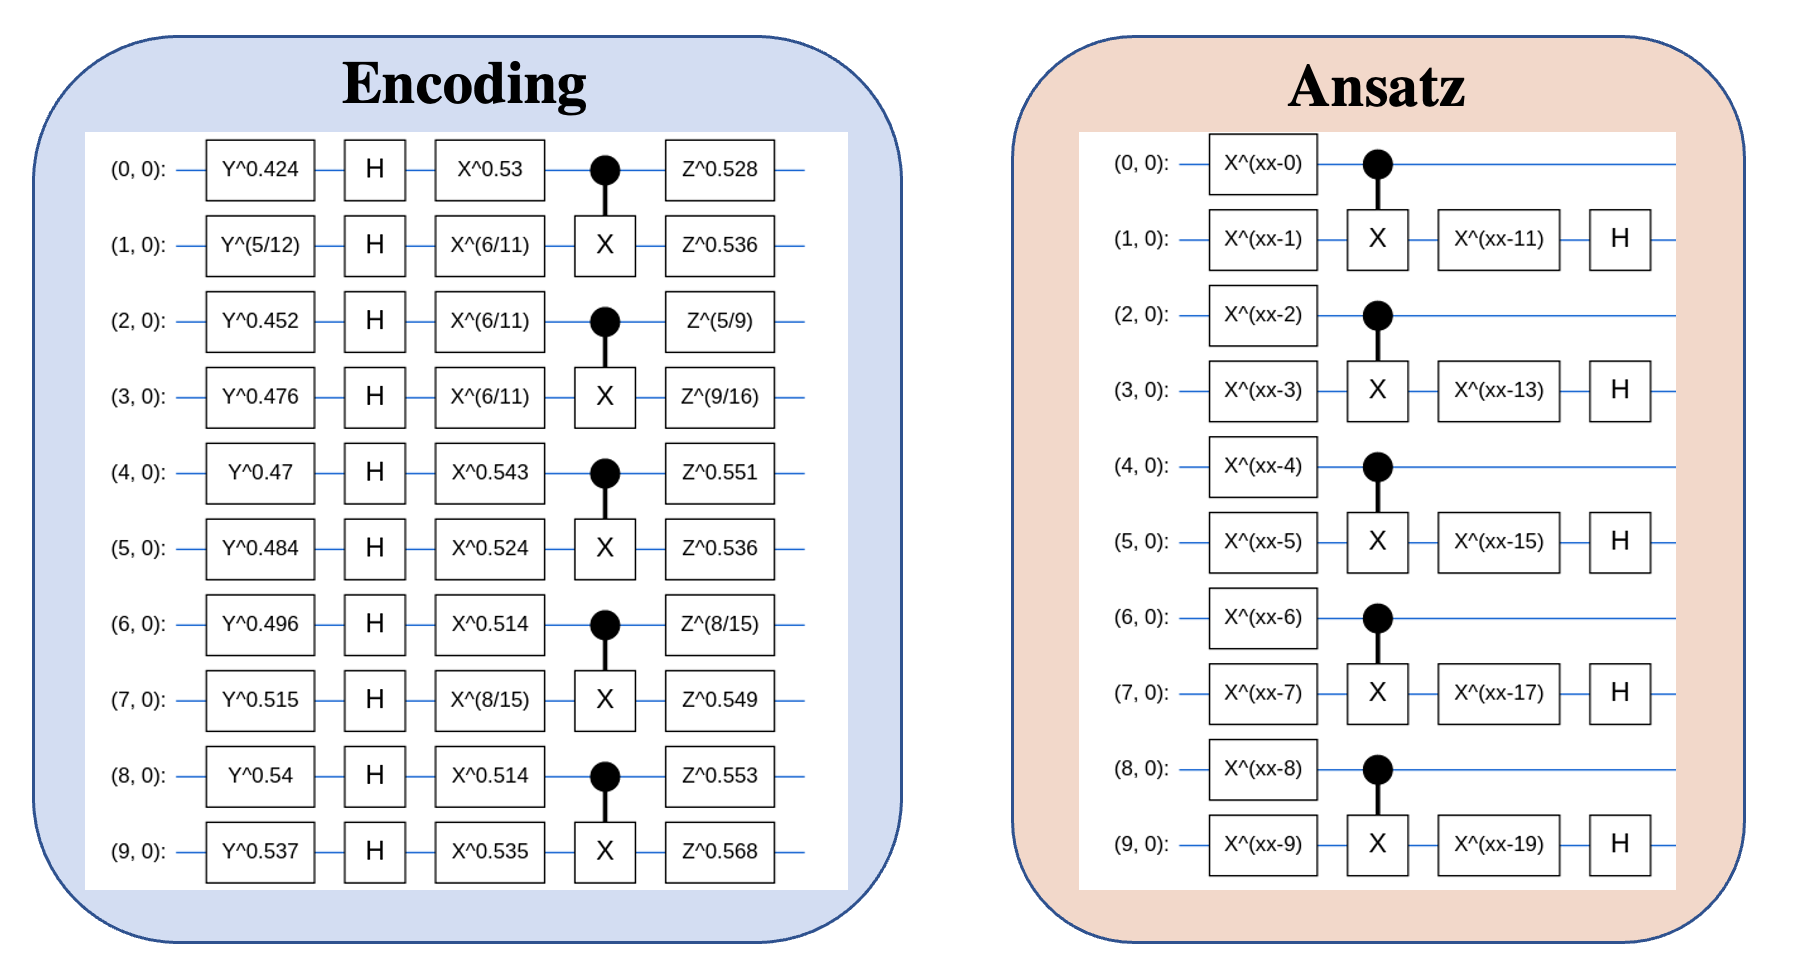 Encoding
(0, 0): Y^0.424 H X^0.53 Z^0.528
(1, 0): Y^(5/12) H X^(6/11) X Z^0.536
(2, 0): Y^0.452 H X^(6/11) Z^(5/9)
(3, 0): Y^0.476 H X^(6/11) X Z^(9/16)
(4, 0): Y^0.47 H X^0.543 Z^0.551
(5, 0): Y^0.484 H X^0.524 X Z^0.536
(6, 0): Y^0.496 H X^0.514 Z^(8/15)
(7, 0): Y^0.515 H X^(8/15) X Z^0.549
(8, 0): Y^0.54 H X^0.514 Z^0.553
(9, 0): Y^0.537 H X^0.535 X Z^0.568
Ansatz
(0, 0): X^(xx-0)
(1, 0): X^(xx-1) X X^(xx-11) H
(2, 0): X^(xx-2)
(3, 0): X^(xx-3) X X^(xx-13) H
(4, 0): X^(xx-4)
(5, 0): X^(xx-5) X X^(xx-15) H
(6, 0): X^(xx-6)
(7, 0): X^(xx-7) X X^(xx-17) H
(8, 0): X^(xx-8)
(9, 0): X^(xx-9) X X^(xx-19) H